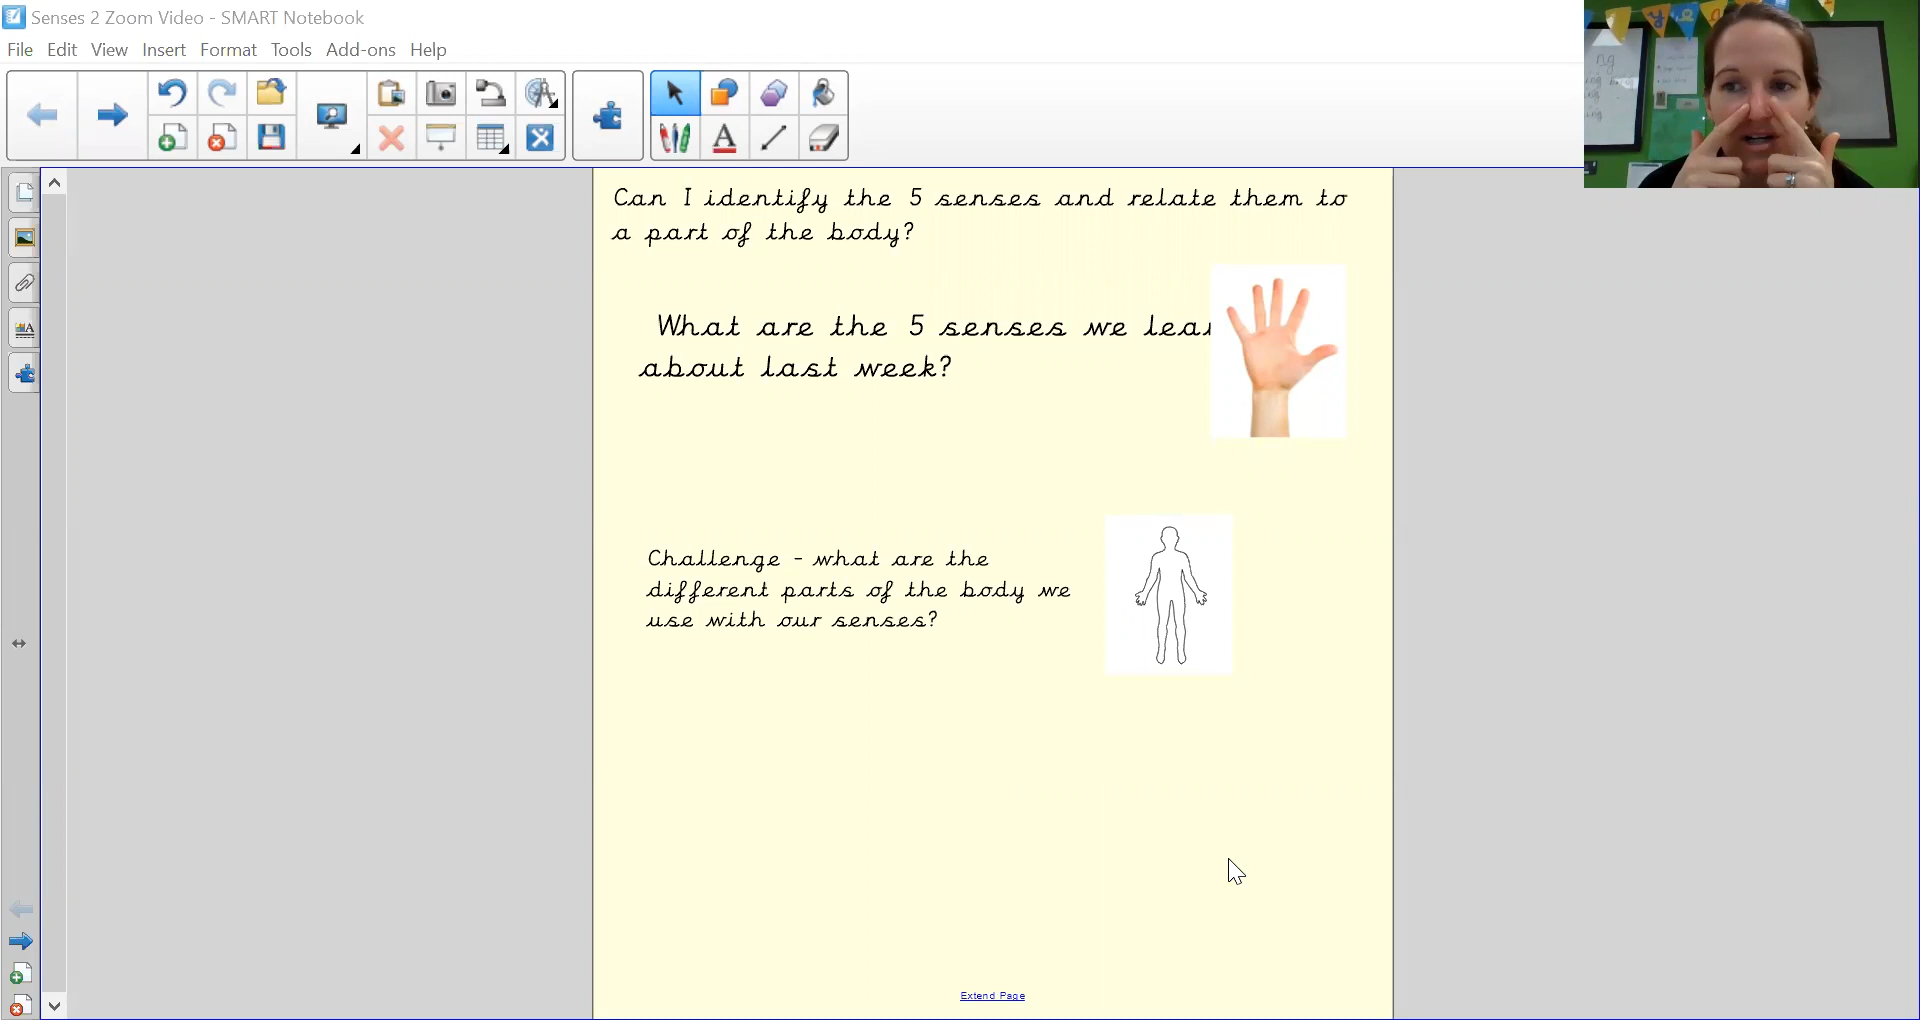 Senses 2 Zoom Video - SMART Notebook
File Edit View Insert Format Tools Add-ons Help
Can I identify the 5 senses and relate them to
a part of the body?
What are the 5 senses we
about last week?
Challenge - what are the
different parts of the body we
use with our senses?
Extend Page